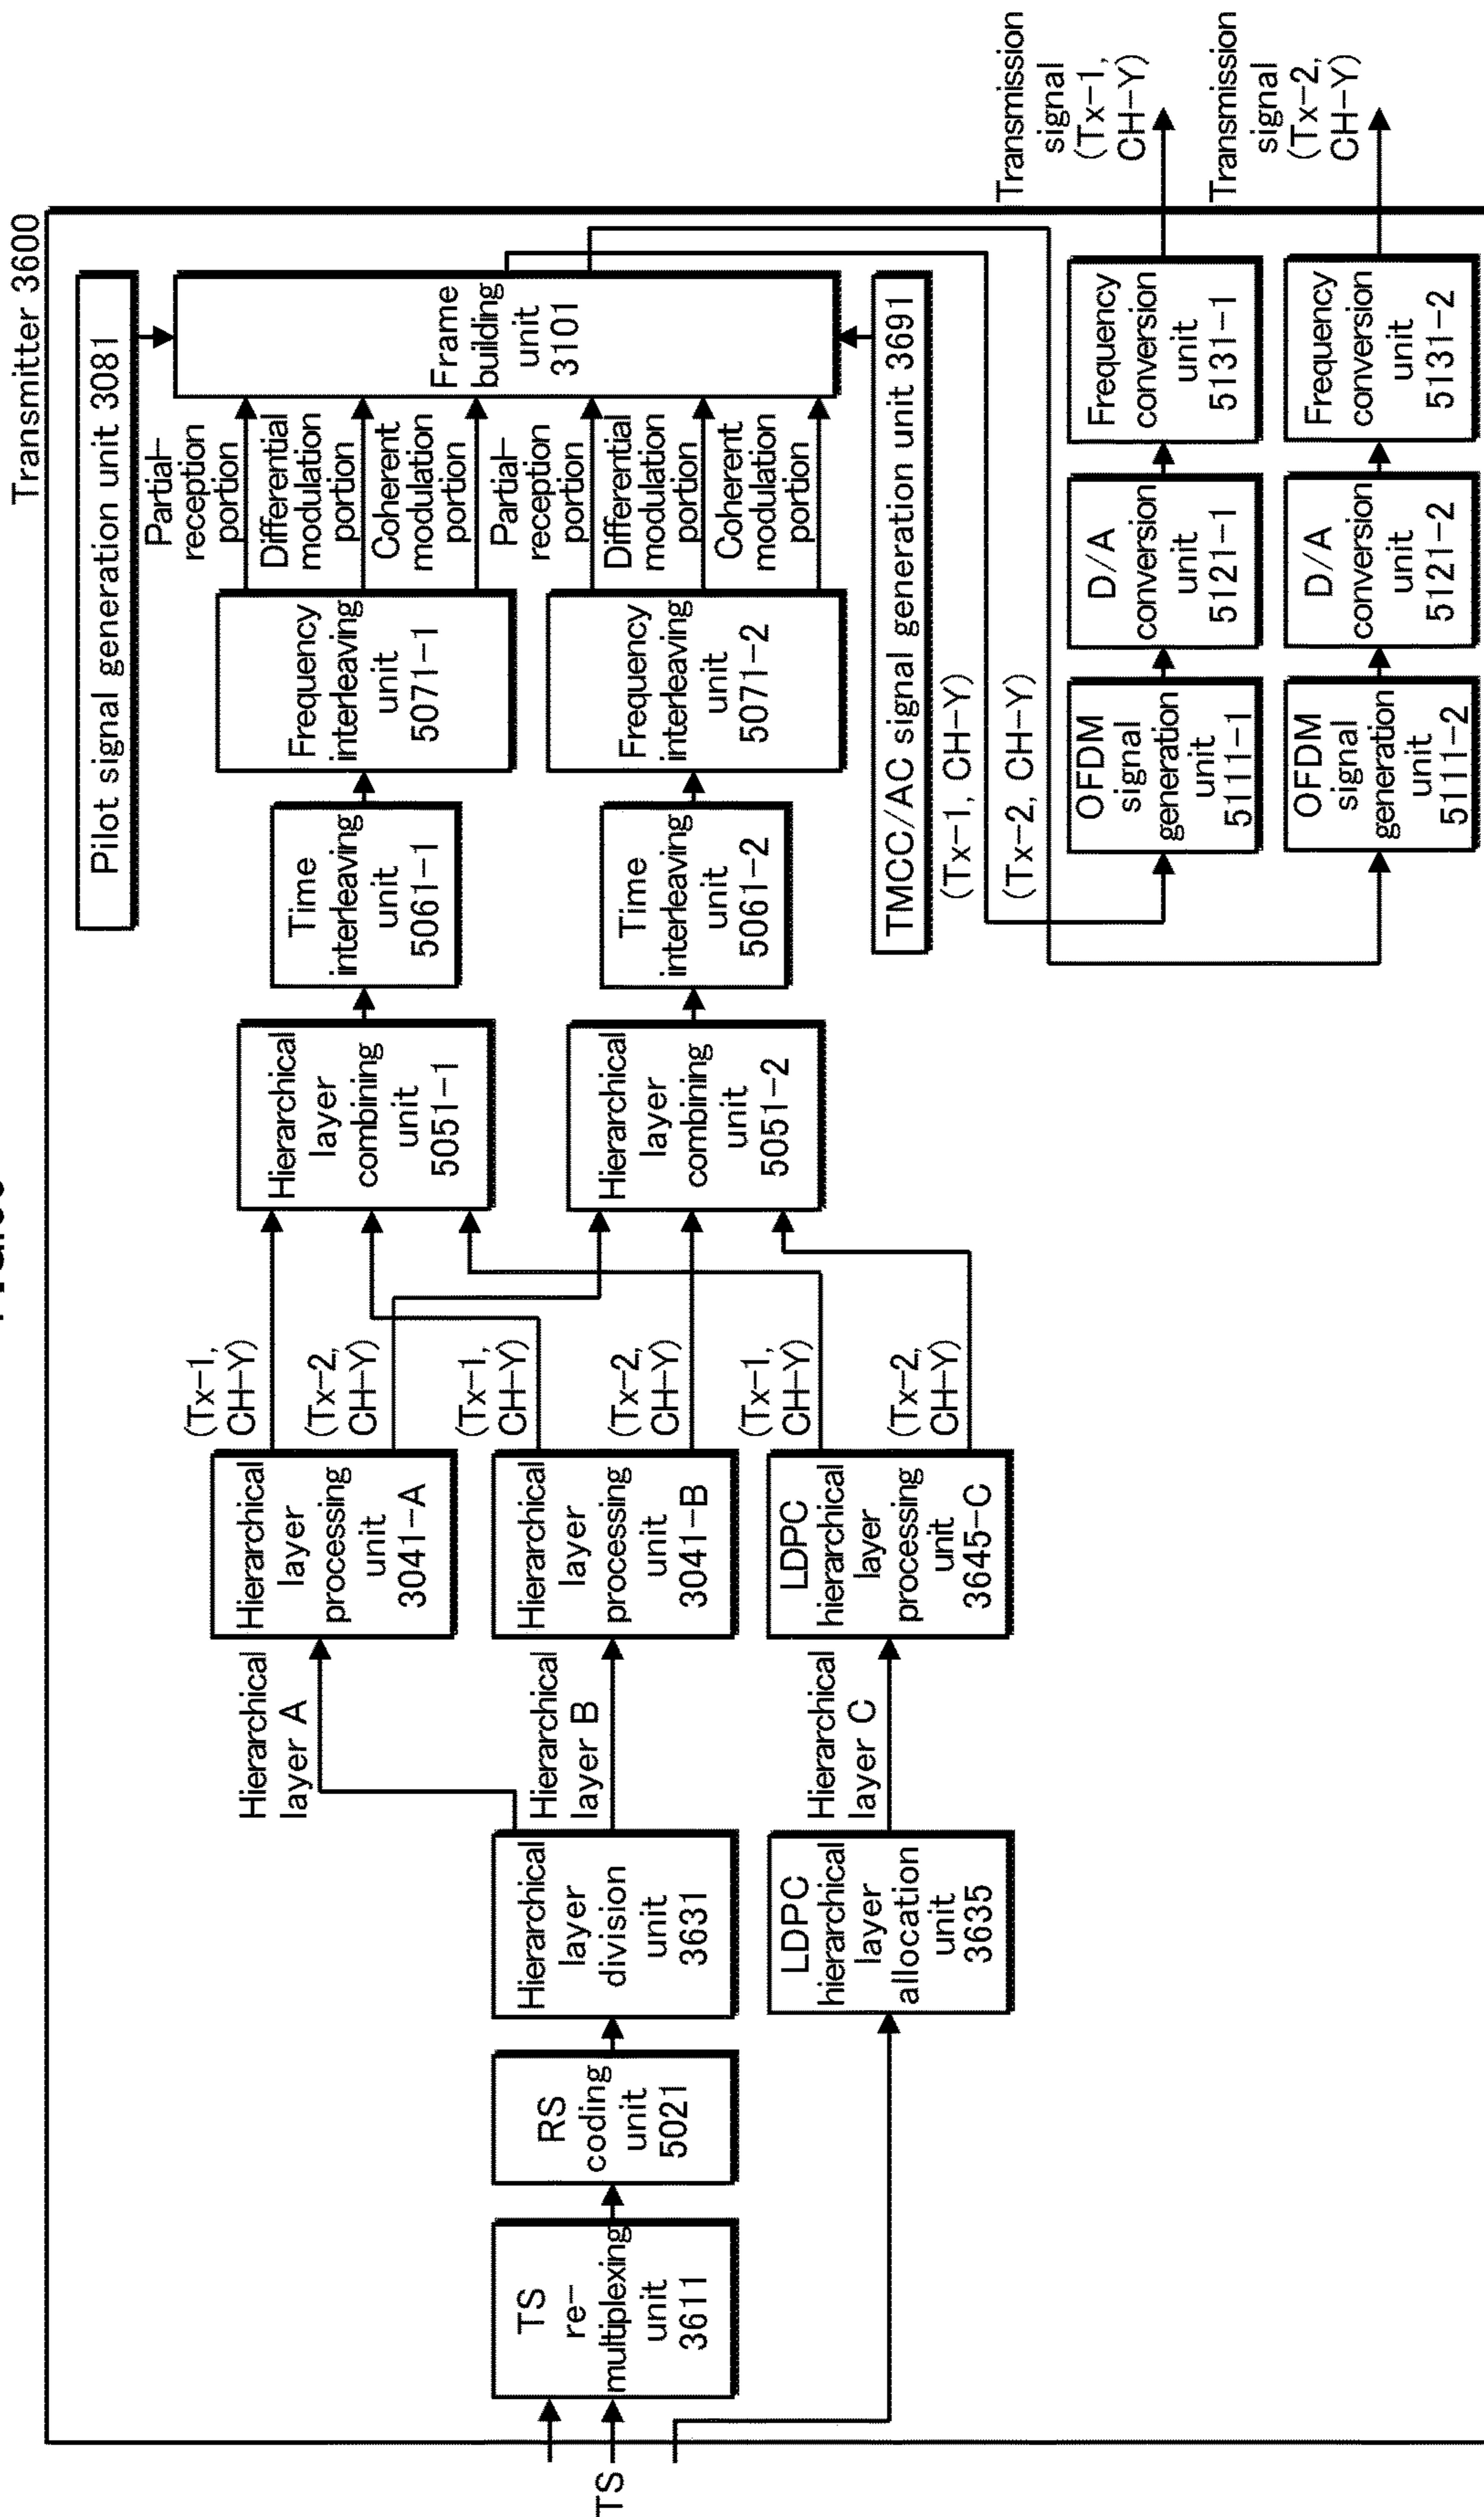 Transmitter 3600
TS
TS
re-
multiplexing
unit
3611
RS
coding
unit
5021
Hierarchical
layer
division
unit
3631
LDPC
hierarchical
layer
allocation
unit
3635
Hierarchical
layer A
Hierarchical
layer B
Hierarchical
layer C
Hierarchical
layer
processing
unit
3041-A
Hierarchical
layer
processing
unit
3041-B
LDPC
hierarchical
layer
processing
unit
3645-C
(Tx-1,
CH-Y)
(Tx-2,
CH-Y)
(Tx-1,
CH-Y)
(Tx-2,
CH-Y)
(Tx-1,
CH-Y)
(Tx-2,
CH-Y)
Hierarchical
layer
combining
unit
5051-1
Hierarchical
layer
combining
unit
5051-2
Time
interleaving
unit
5061-1
Time
interleaving
unit
5061-2
Frequency
interleaving
unit
5071-1
Frequency
interleaving
unit
5071-2
Pilot signal generation unit 3081
Partial-
reception
portion
Differential
modulation
portion
Coherent
modulation
portion
Partial-
reception
portion
Differential
modulation
portion
Coherent
modulation
portion
Frame
building
unit
3101
TMCC/AC signal generation unit 3691
(Tx-1, CH-Y)
(Tx-2, CH-Y)
OFDM
signal
generation
unit
5111-1
D/A
conversion
unit
5121-1
Frequency
conversion
unit
5131-1
Transmission
signal
(Tx-1,
CH-Y)
OFDM
signal
generation
unit
5111-2
D/A
conversion
unit
5121-2
Frequency
conversion
unit
5131-2
Transmission
signal
(Tx-2,
CH-Y)